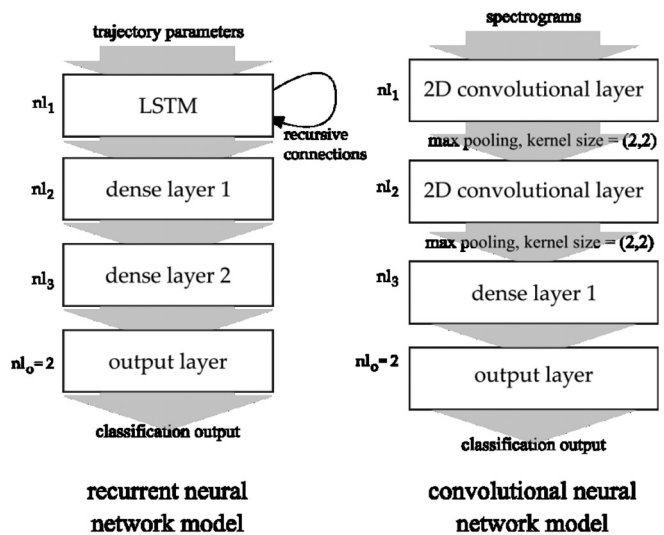 trajectory parameters
nl1
LSTM
recursive
connections
nl2
dense layer 1
nl3
dense layer 2
nlo=2
output layer
classification output
recurrent neural
network model
spectrograms
nl1
2D convolutional layer
max pooling, kernel size = (2,2)
nl2
2D convolutional layer
max pooling, kernel size = (2,2)
nl3
dense layer 1
nlo=2
output layer
classification output
convolutional neural
network model